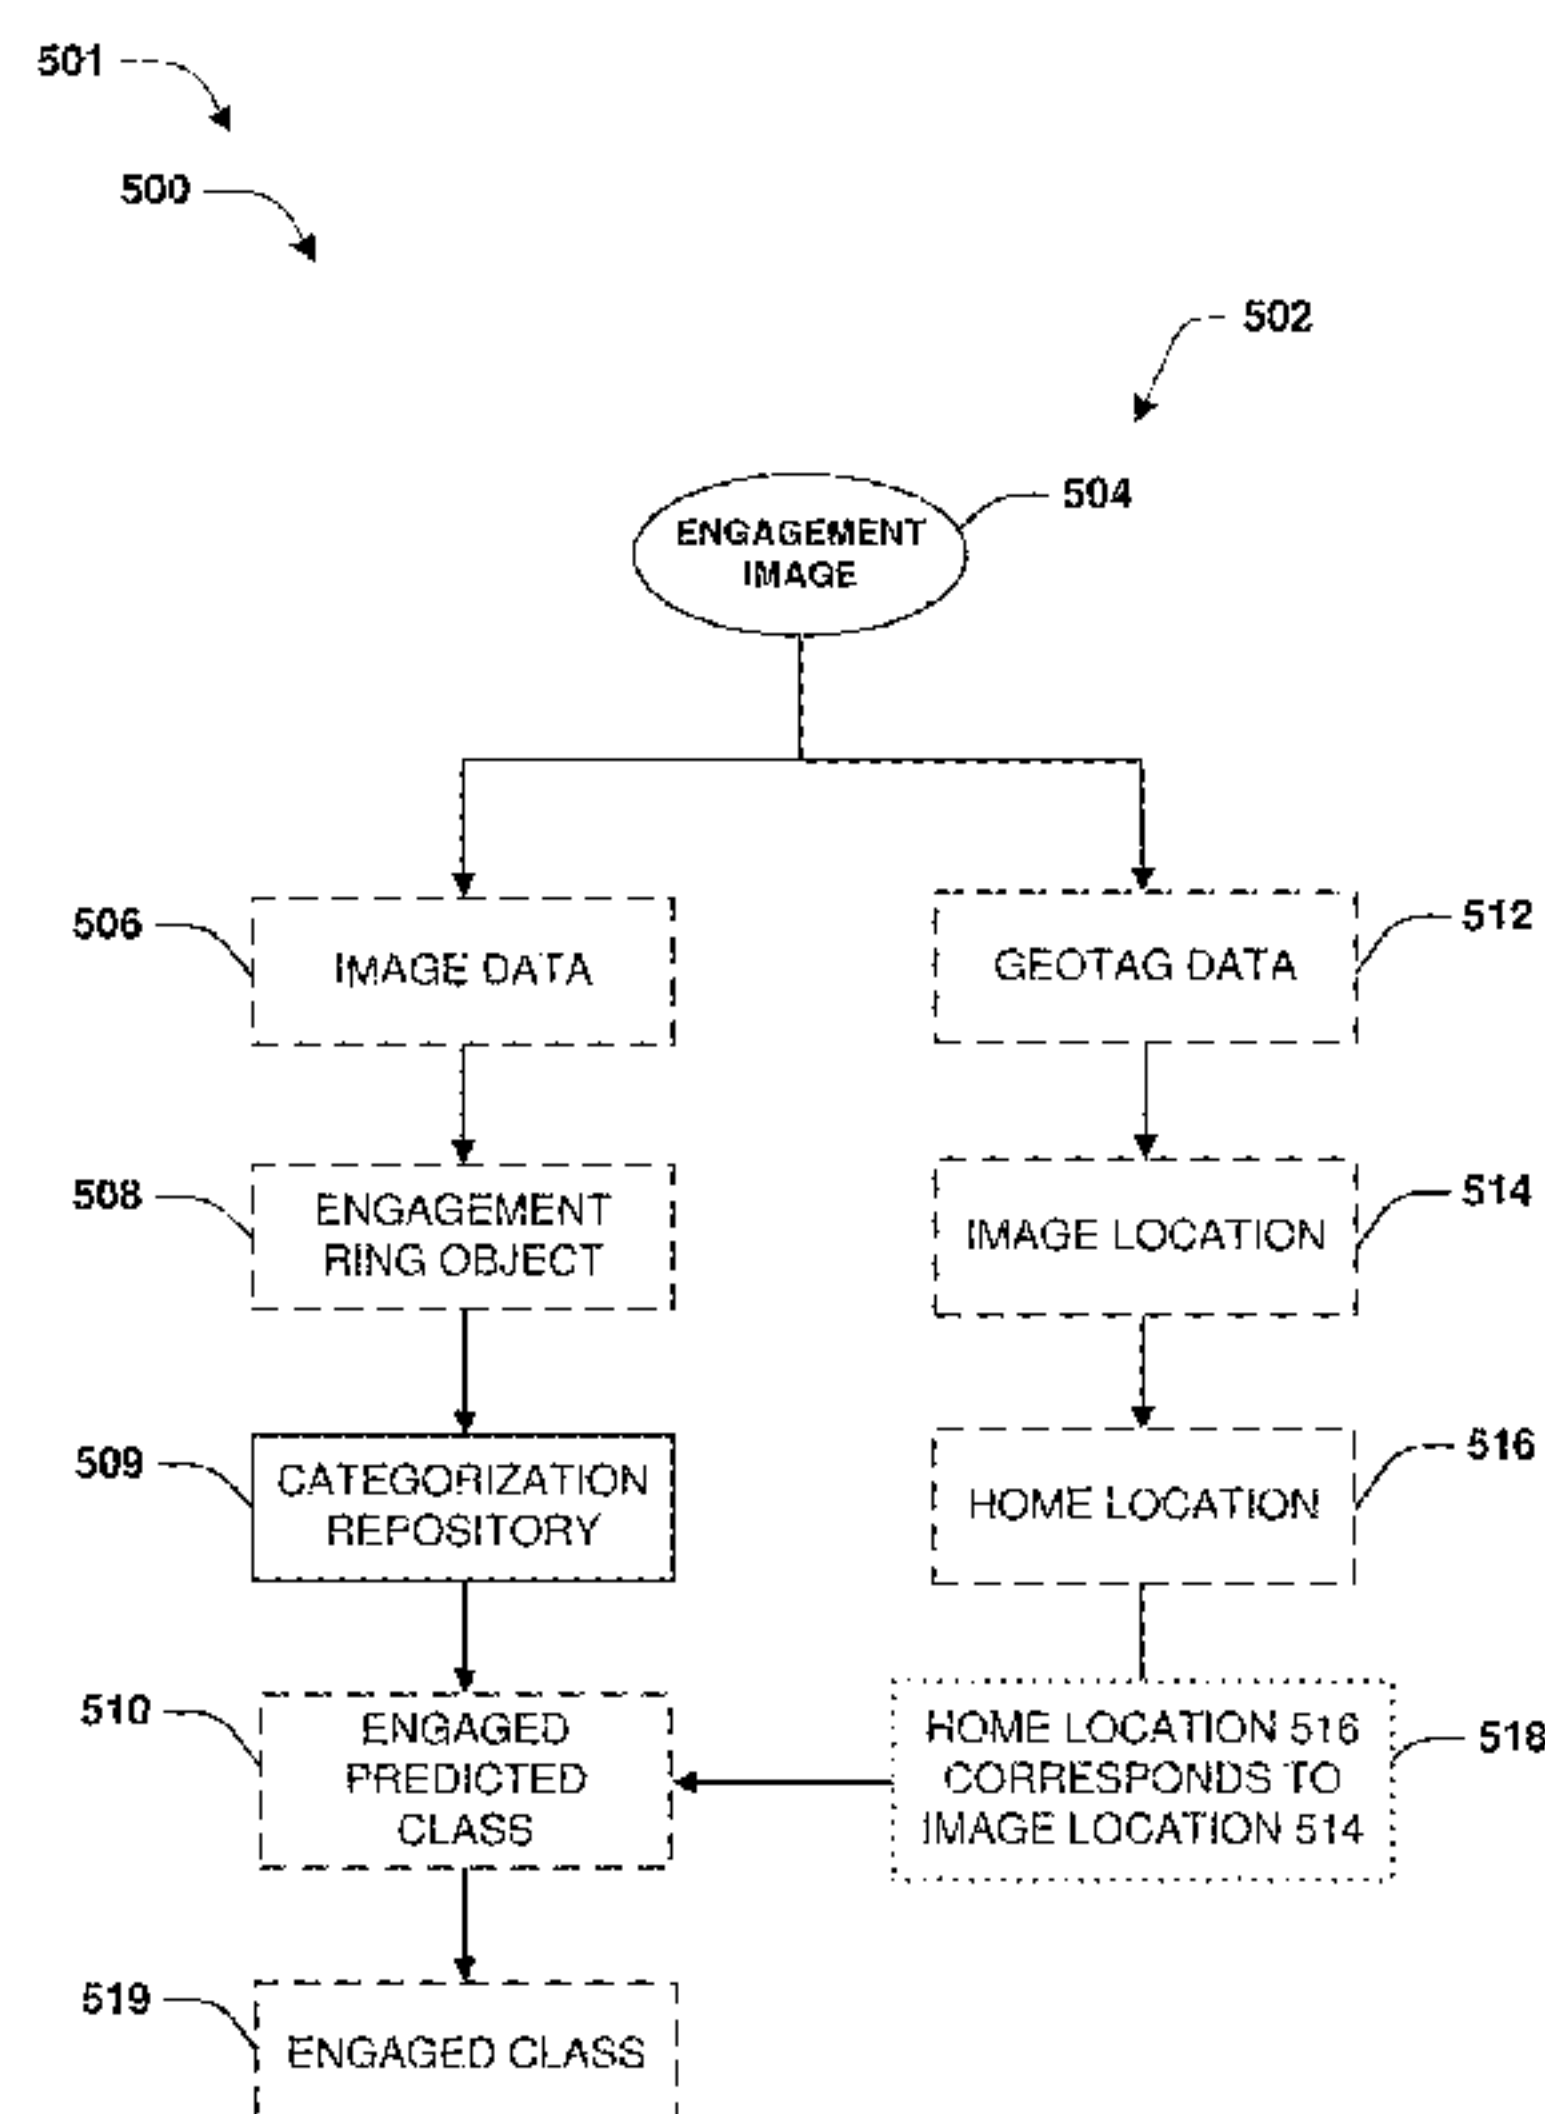 501
500
502
504
ENGAGEMENT
IMAGE
506
IMAGE DATA
GEOTAG DATA
512
508
ENGAGEMENT
RING OBJECT
IMAGE LOCATION
514
509
CATEGORIZATION
REPOSITORY
HOME LOCATION
516
510
ENGAGED
PREDICTED
CLASS
HOME LOCATION 516
CORRESPONDS TO
IMAGE LOCATION 514
518
519
ENGAGED CLASS